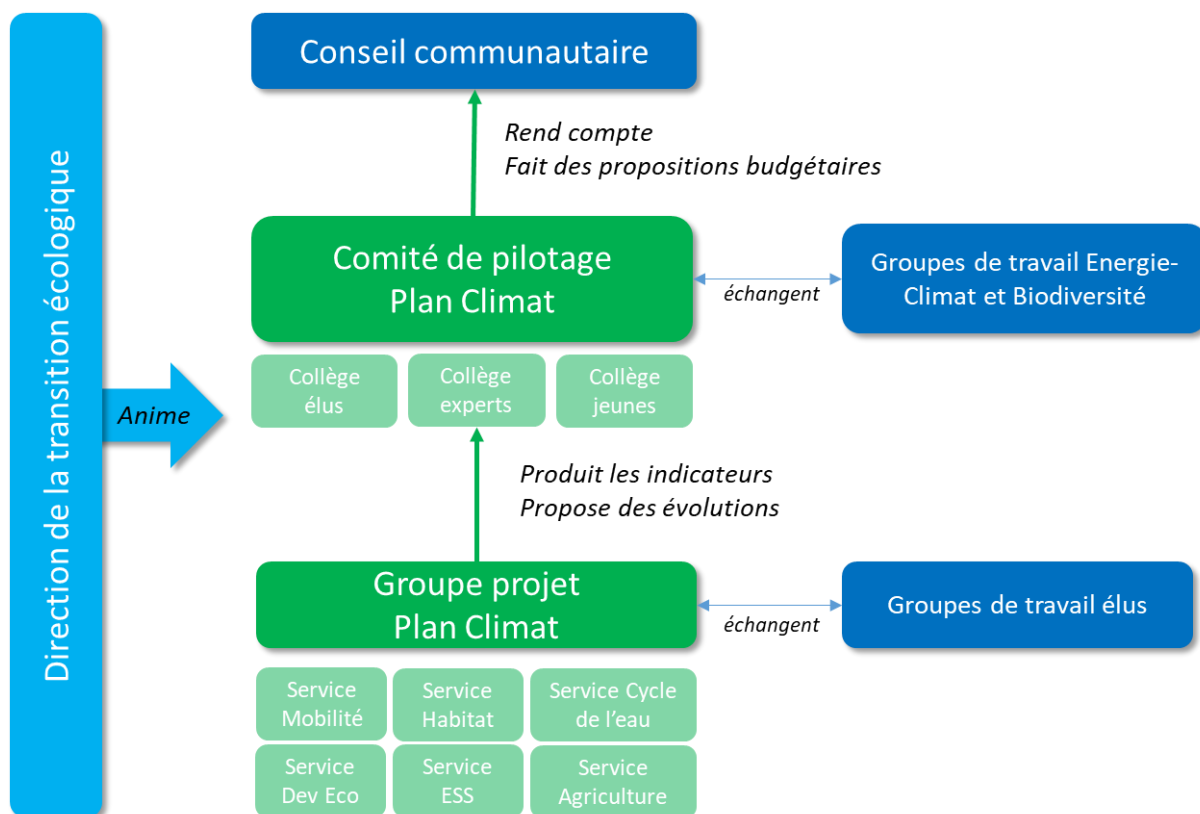 Direction de la transition écologique
Anime
Conseil communautaire
Rend compte
Fait des propositions budgétaires
Comité de pilotage
Plan Climat
échangent
Groupes de travail Energie-
Climat et Biodiversité
Collège
élus
Collège
experts
Collège
jeunes
Produit les indicateurs
Propose des évolutions
Groupe projet
Plan Climat
échangent
Groupes de travail élus
Service
Mobilité
Service
Habitat
Service Cycle
de l’eau
Service
Dev Eco
Service
ESS
Service
Agriculture